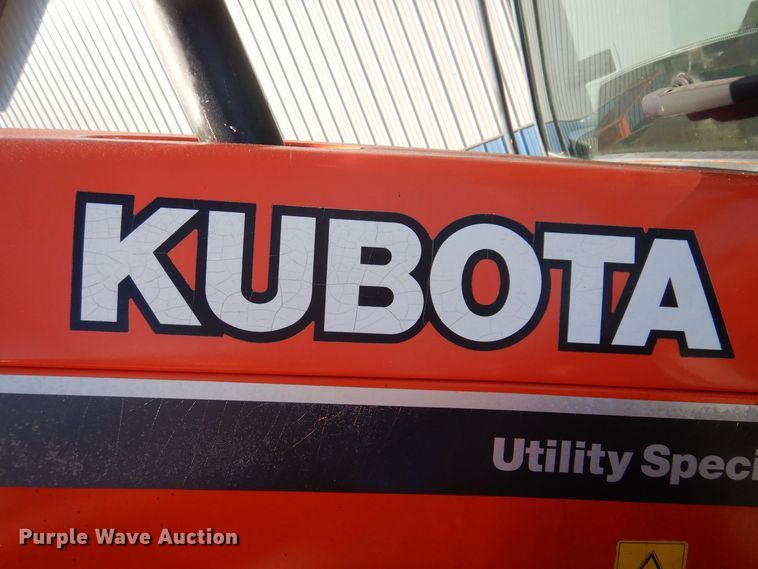 KUBOTA
Utility Speci
Purple Wave Auction